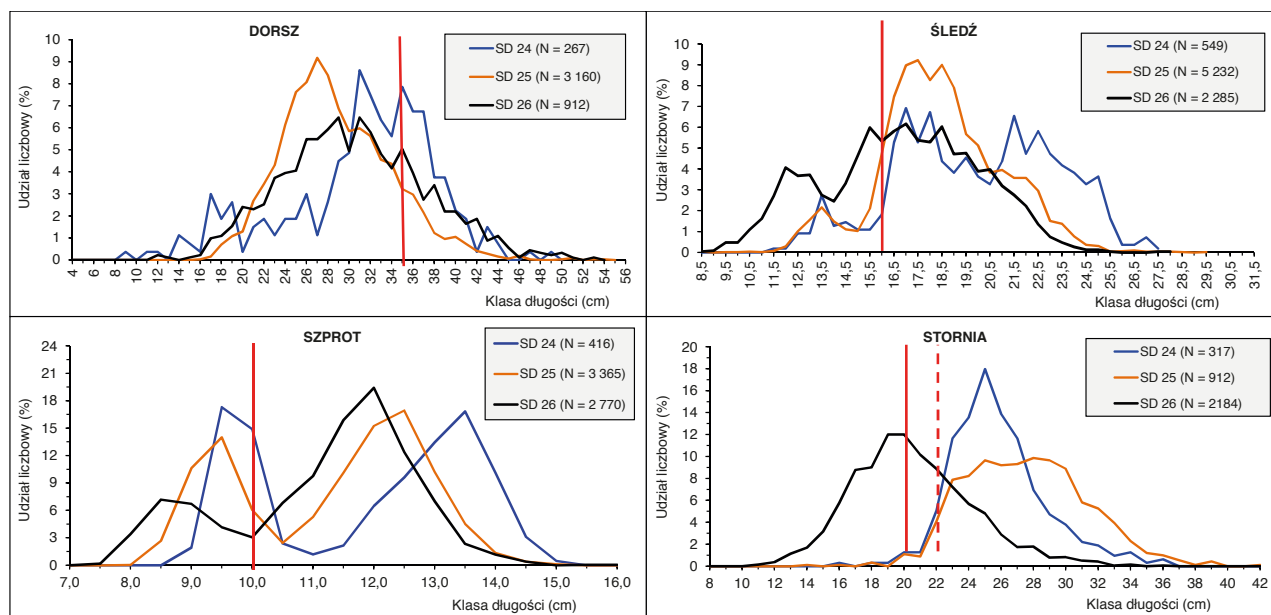 DORSZ
Udział liczbowy (%)
10
9
8
7
6
5
4
3
2
1
0
SD 24 (N = 267)
SD 25 (N = 3 160)
SD 26 (N = 912)
4 6 8 10 12 14 16 18 20 22 24 26 28 30 32 34 36 38 40 42 44 46 48 50 52 54 56
Klasa długości (cm)
ŚLEDŹ
Udział liczbowy (%)
10
9
8
7
6
5
4
3
2
1
0
SD 24 (N = 549)
SD 25 (N = 5 232)
SD 26 (N = 2 285)
8,5 9,5 10,5 11,5 12,5 13,5 14,5 15,5 16,5 17,5 18,5 19,5 20,5 21,5 22,5 23,5 24,5 25,5 26,5 27,5 28,5 29,5 30,5 31,5
Klasa długości (cm)
SZPROT
Udział liczbowy (%)
24
21
18
15
12
9
6
3
0
SD 24 (N = 416)
SD 25 (N = 3 365)
SD 26 (N = 2 770)
7,0 8,0 9,0 10,0 11,0 12,0 13,0 14,0 15,0 16,0
Klasa długości (cm)
STORNIA
Udział liczbowy (%)
20
18
16
14
12
10
8
6
4
2
0
SD 24 (N = 317)
SD 25 (N = 912)
SD 26 (N = 2184)
8 10 12 14 16 18 20 22 24 26 28 30 32 34 36 38 40 42
Klasa długości (cm)